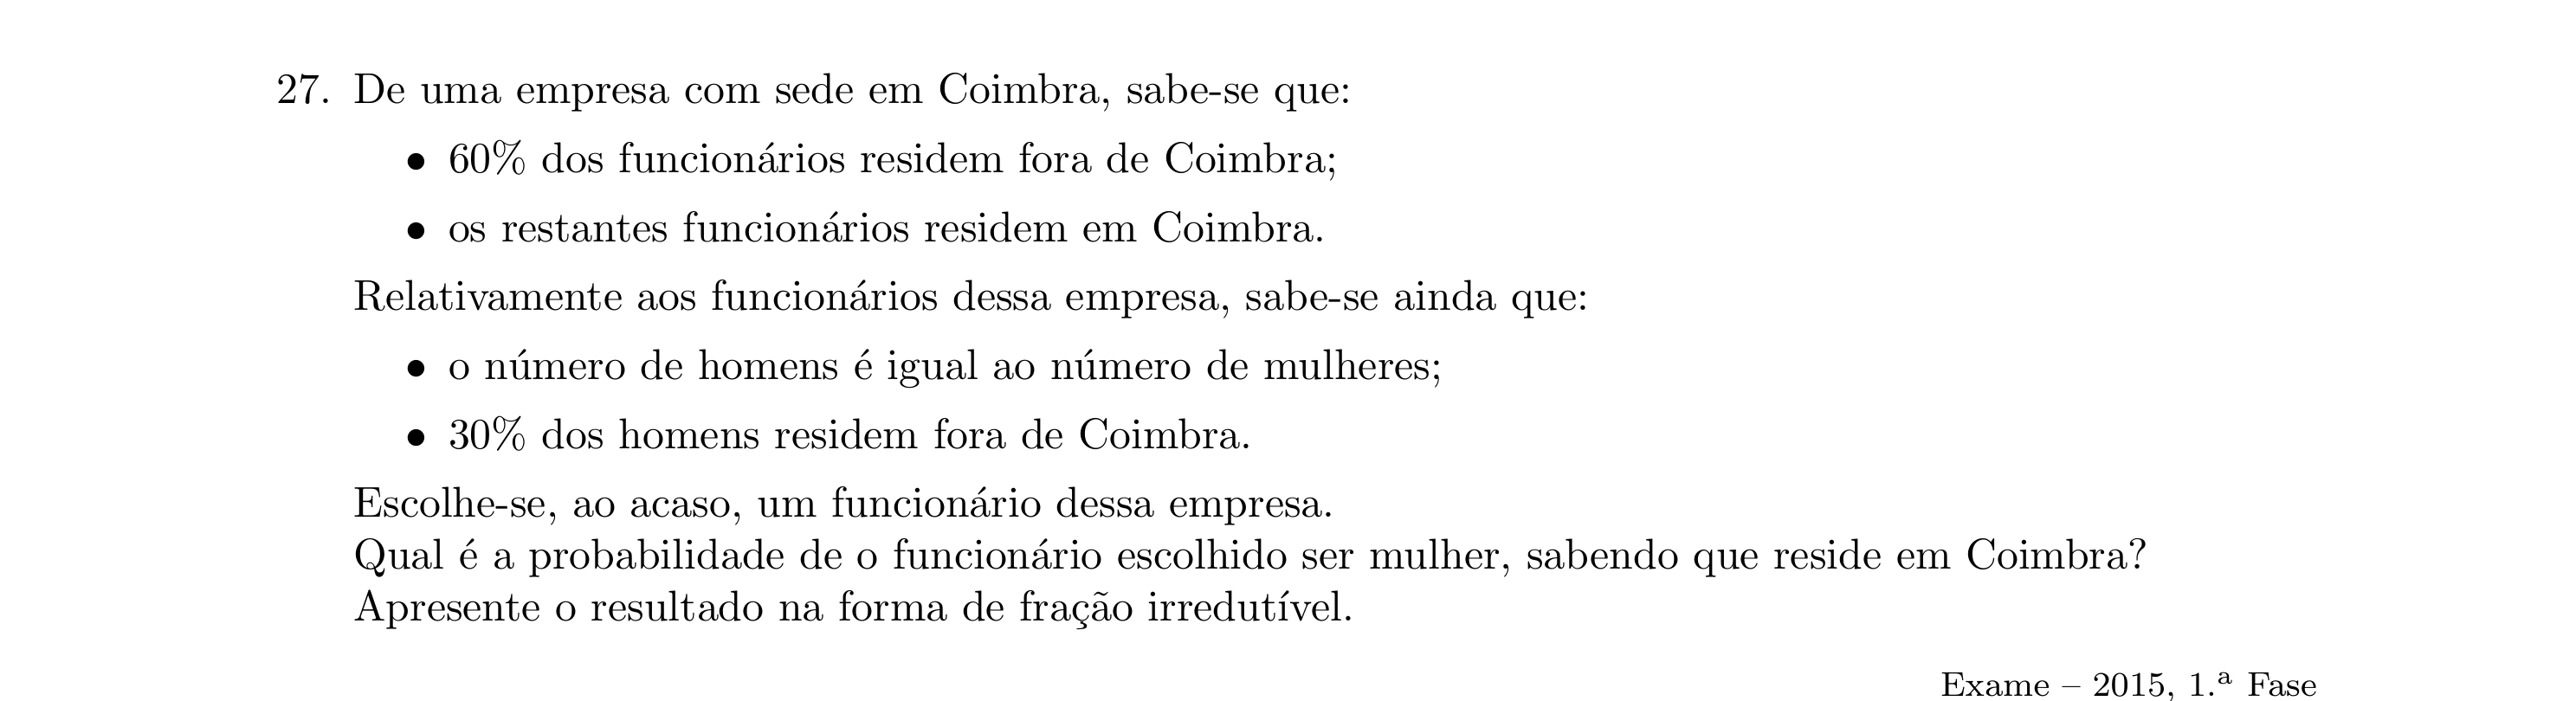 27. De uma empresa com sede em Coimbra, sabe-se que:
• 60% dos funcionários residem fora de Coimbra;
• os restantes funcionários residem em Coimbra.
Relativamente aos funcionários dessa empresa, sabe-se ainda que:
• o número de homens é igual ao número de mulheres;
• 30% dos homens residem fora de Coimbra.
Escolhe-se, ao acaso, um funcionário dessa empresa.
Qual é a probabilidade de o funcionário escolhido ser mulher, sabendo que reside em Coimbra?
Apresente o resultado na forma de fração irredutível.
Exame – 2015, 1.ª Fase